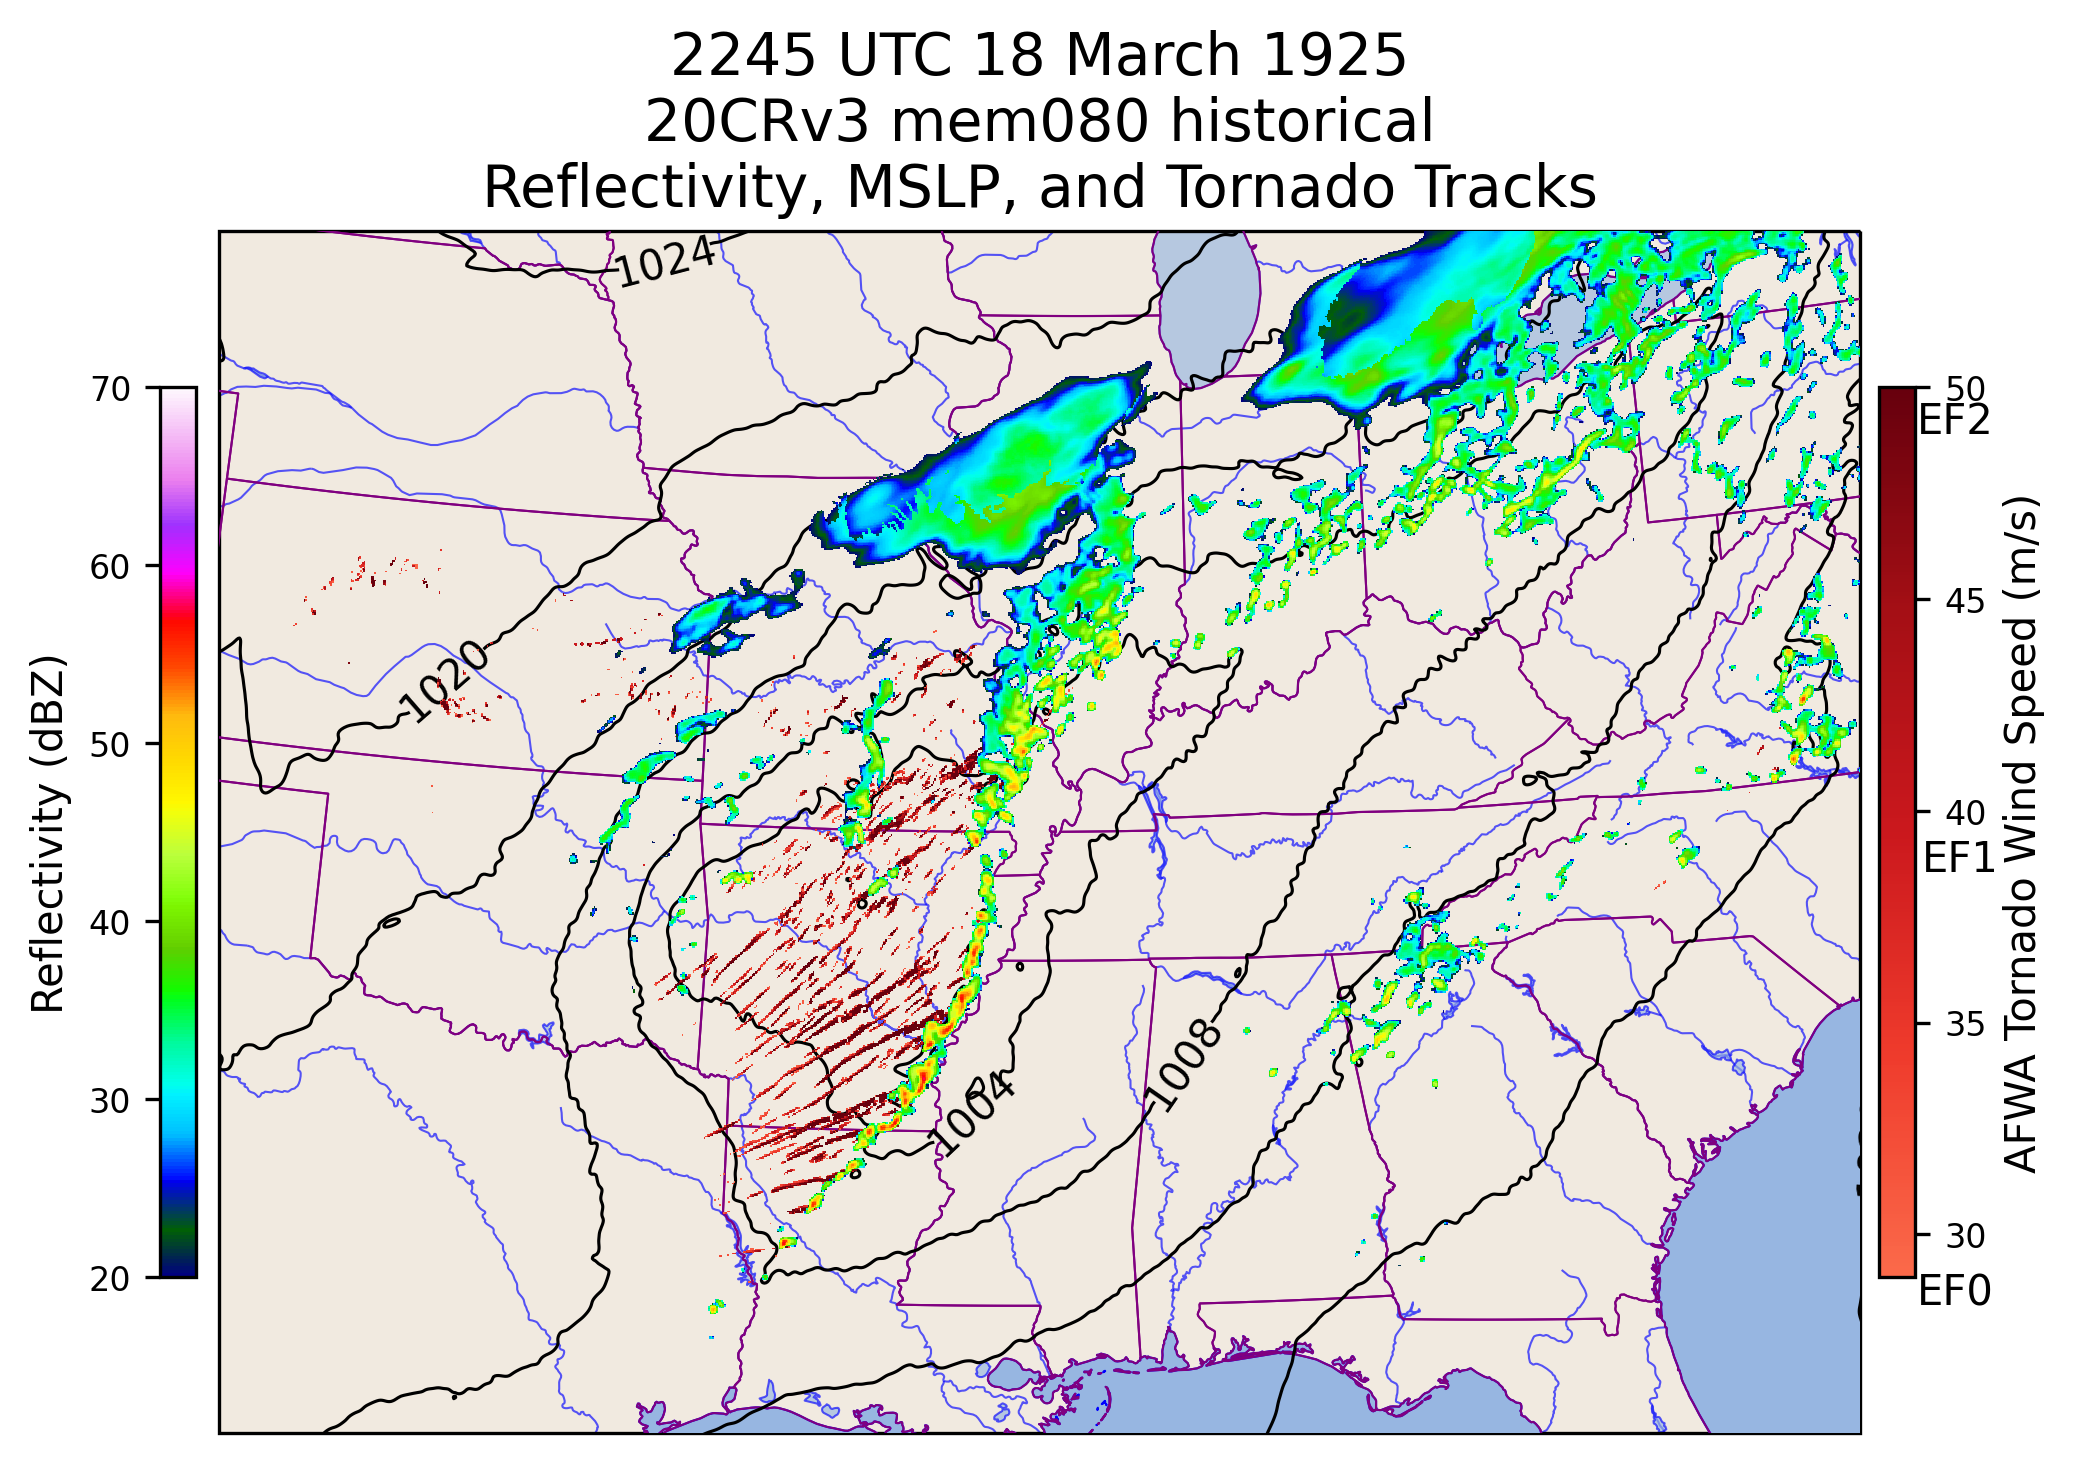 2245 UTC 18 March 1925
20CRv3 mem080 historical
Reflectivity, MSLP, and Tornado Tracks
1024
1020
1008
1004
Reflectivity (dBZ)
70
60
50
40
30
20
50
EF2
45
40
EF1
35
30
EF0
AFWA Tornado Wind Speed (m/s)